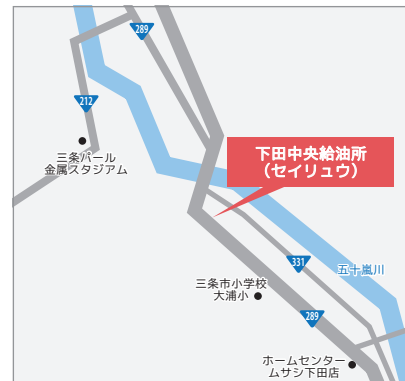 289
212
三条パール
金属スタジアム
下田中央給油所
（セイリュウ）
331
五十嵐川
三条市小学校
大浦小
289
ホームセンター
ムサシ下田店